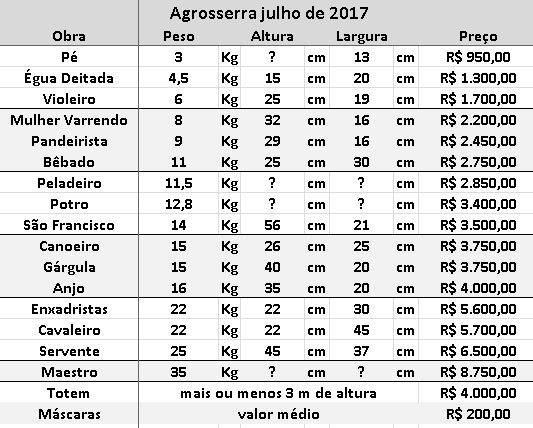 Agrosserra julho de 2017
Obra Peso Altura Largura Preço
Pé 3 Kg ? cm 13 cm R$ 950,00
Égua Deitada 4,5 Kg 15 cm 20 cm R$ 1.300,00
Violeiro 6 Kg 25 cm 19 cm R$ 1.700,00
Mulher Varrendo 8 Kg 32 cm 16 cm R$ 2.200,00
Pandeirista 9 Kg 29 cm 16 cm R$ 2.450,00
Bêbado 11 Kg 25 cm 30 cm R$ 2.750,00
Peladeiro 11,5 Kg ? cm ? cm R$ 2.850,00
Potro 12,8 Kg ? cm ? cm R$ 3.400,00
São Francisco 14 Kg 56 cm 21 cm R$ 3.500,00
Canoeiro 15 Kg 26 cm 25 cm R$ 3.750,00
Gárgula 15 Kg 40 cm 20 cm R$ 3.750,00
Anjo 16 Kg 35 cm 20 cm R$ 4.000,00
Enxadristas 22 Kg 22 cm 30 cm R$ 5.600,00
Cavaleiro 22 Kg 22 cm 45 cm R$ 5.700,00
Servente 25 Kg 45 cm 37 cm R$ 6.500,00
Maestro 35 Kg ? cm ? cm R$ 8.750,00
Totem mais ou menos 3 m de altura R$ 4.000,00
Máscaras valor médio R$ 200,00